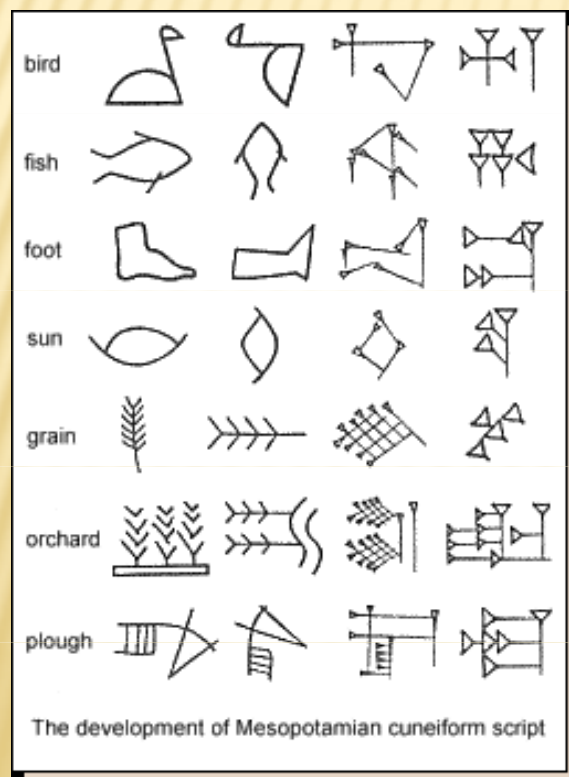 bird
fish
foot
sun
grain
orchard
plough
The development of Mesopotamian cuneiform script